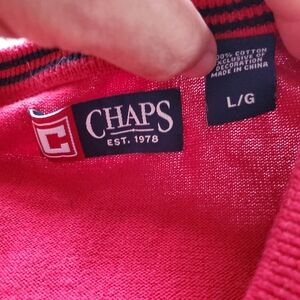 C
CHAPS
EST. 1978
100% COTTON
EXCLUSIVE OF
DECORATION
MADE IN CHINA
L/G